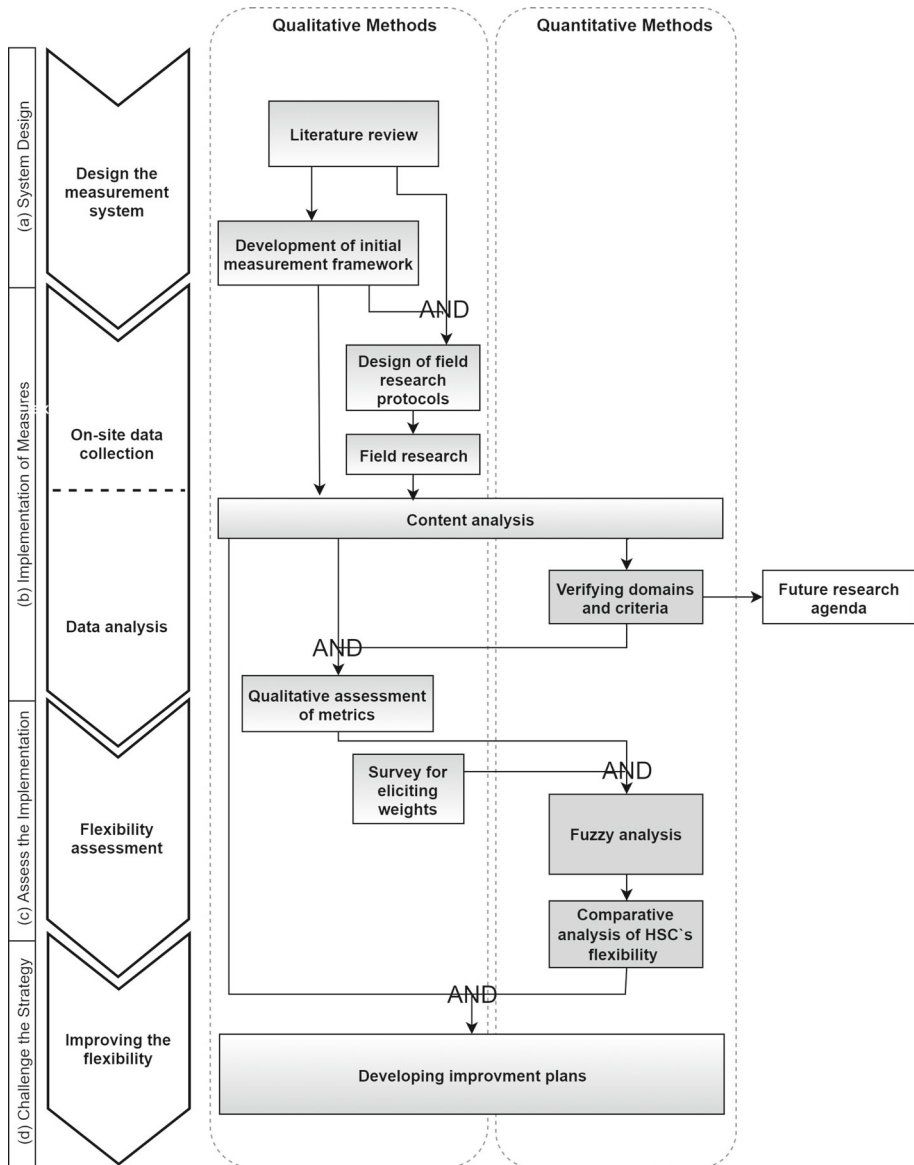 Qualitative Methods
Quantitative Methods
(a) System Design
Design the
measurement
system
Literature review
Development of initial
measurement framework
AND
(b) Implementation of Measures
On-site data
collection
Design of field
research
protocols
Field research
Content analysis
Data analysis
Verifying domains
and criteria
Future research
agenda
AND
Qualitative assessment
of metrics
(c) Assess the Implementation
Flexibility
assessment
Survey for
eliciting
weights
AND
Fuzzy analysis
Comparative
analysis of HSC`s
flexibility
(d) Challenge the Strategy
Improving the
flexibility
AND
Developing improvment plans